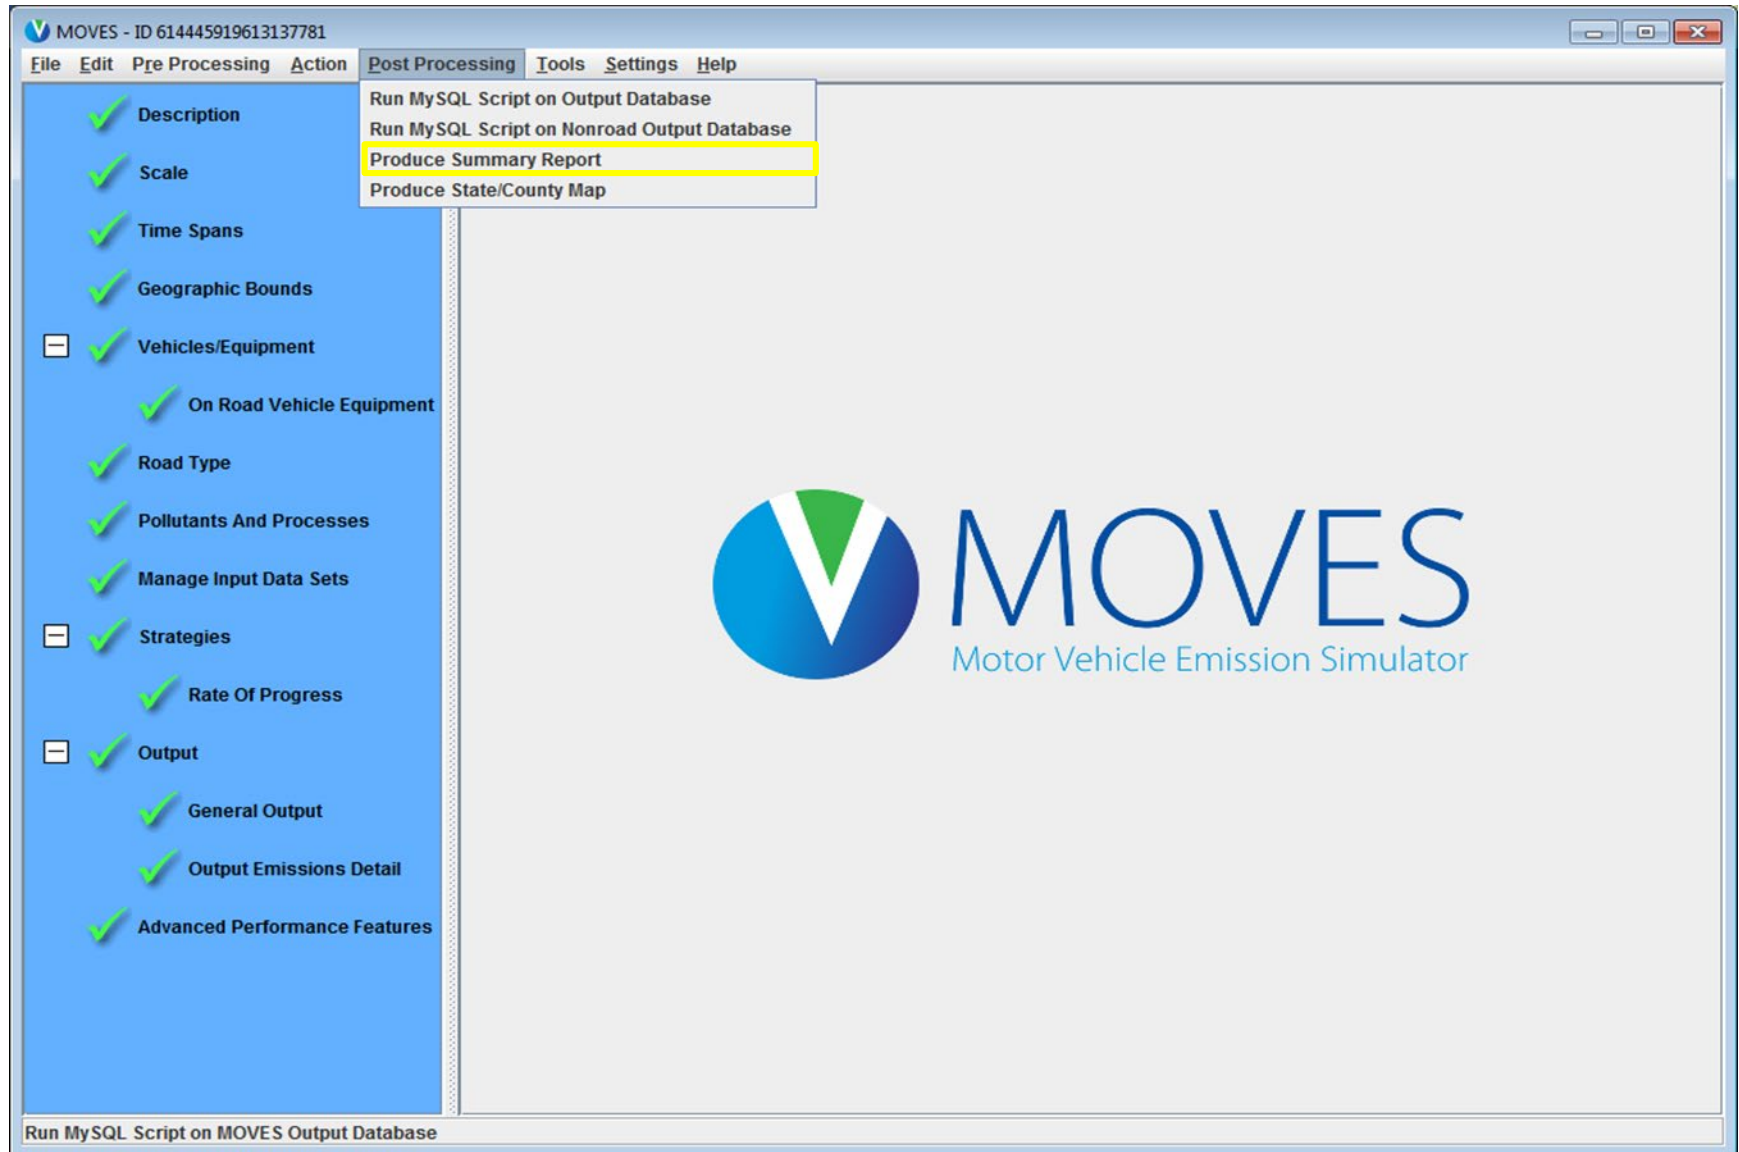 MOVES - ID 614445919613137781
File Edit Pre Processing Action Post Processing Tools Settings Help
Run MySQL Script on Output Database
Run MySQL Script on Nonroad Output Database
Produce Summary Report
Produce State/County Map
Description
Scale
Time Spans
Geographic Bounds
Vehicles/Equipment
On Road Vehicle Equipment
Road Type
Pollutants And Processes
Manage Input Data Sets
Strategies
Rate Of Progress
Output
General Output
Output Emissions Detail
Advanced Performance Features
MOVES
Motor Vehicle Emission Simulator
Run MySQL Script on MOVES Output Database